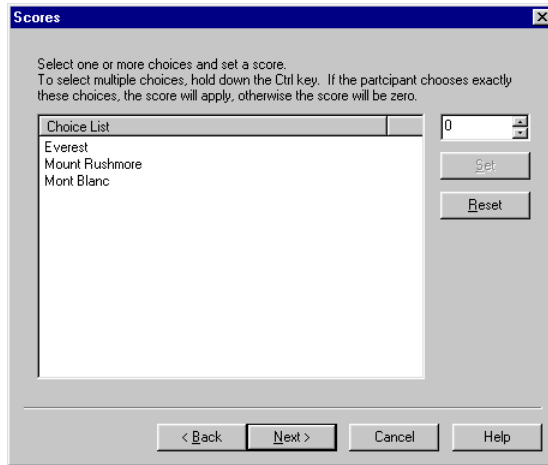 Scores
Select one or more choices and set a score.
To select multiple choices, hold down the Ctrl key. If the partcipant chooses exactly
these choices, the score will apply, otherwise the score will be zero.
Choice List
0
Everest
Mount Rushmore
Mont Blanc
Set
Reset
< Back
Next >
Cancel
Help